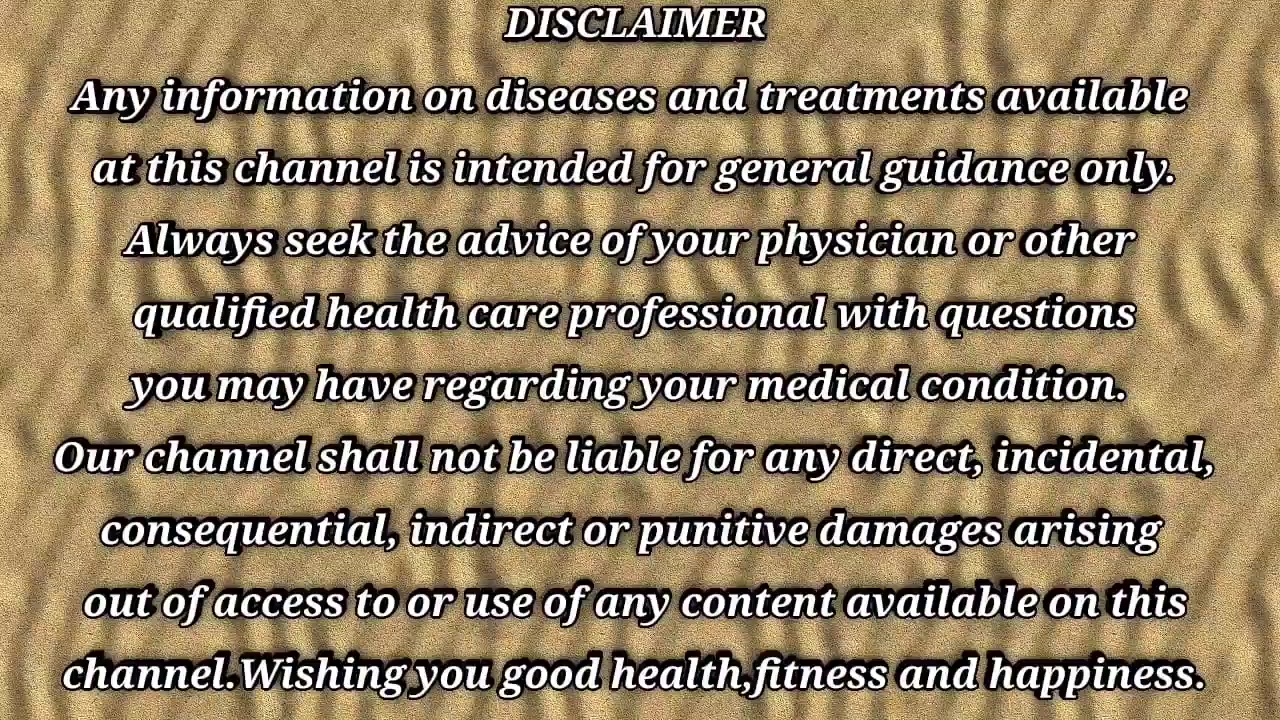 DISCLAIMER
Any information on diseases and treatments available
at this channel is intended for general guidance only.
Always seek the advice of your physician or other
qualified health care professional with questions
you may have regarding your medical condition.
Our channel shall not be liable for any direct, incidental,
consequential, indirect or punitive damages arising
out of access to or use of any content available on this
channel.Wishing you good health,fitness and happiness.